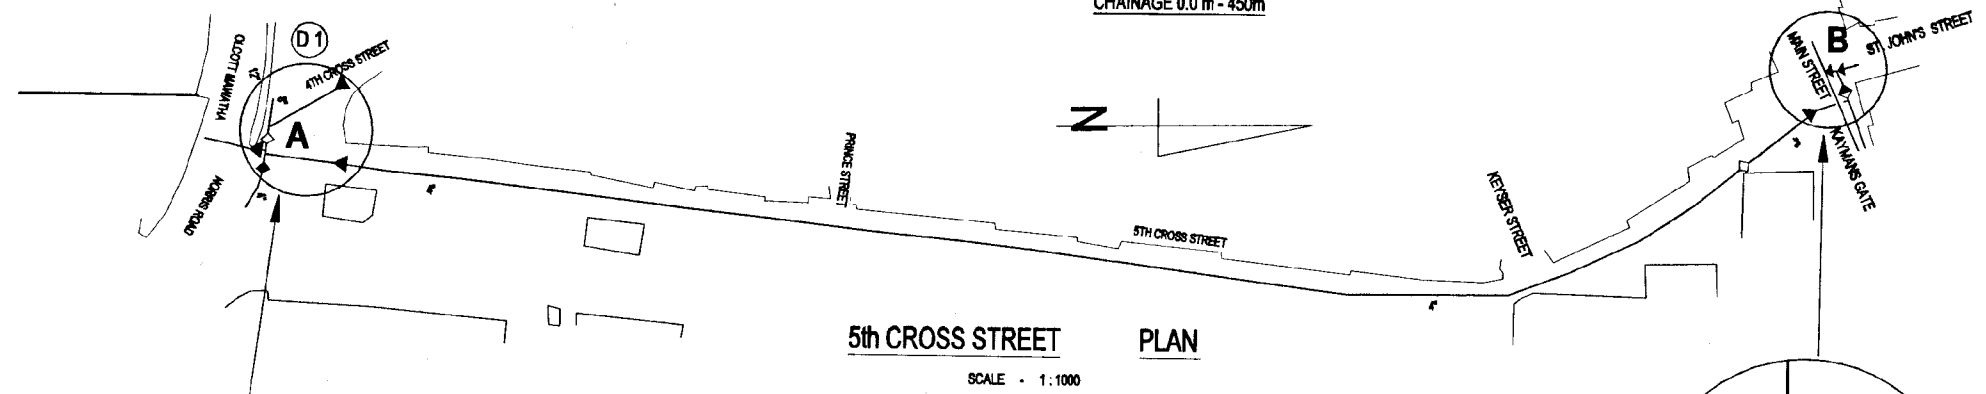 CHAINAGE 0.0 m - 450m
D 1
OLCOTT MAWATHA
4TH CROSS STREET
A
NORRIS ROAD
PRINCE STREET
N
5TH CROSS STREET
KEYSER STREET
MAIN STREET
B
ST. JOHN'S STREET
KAYMANS GATE
5th CROSS STREET PLAN
SCALE - 1 : 1000